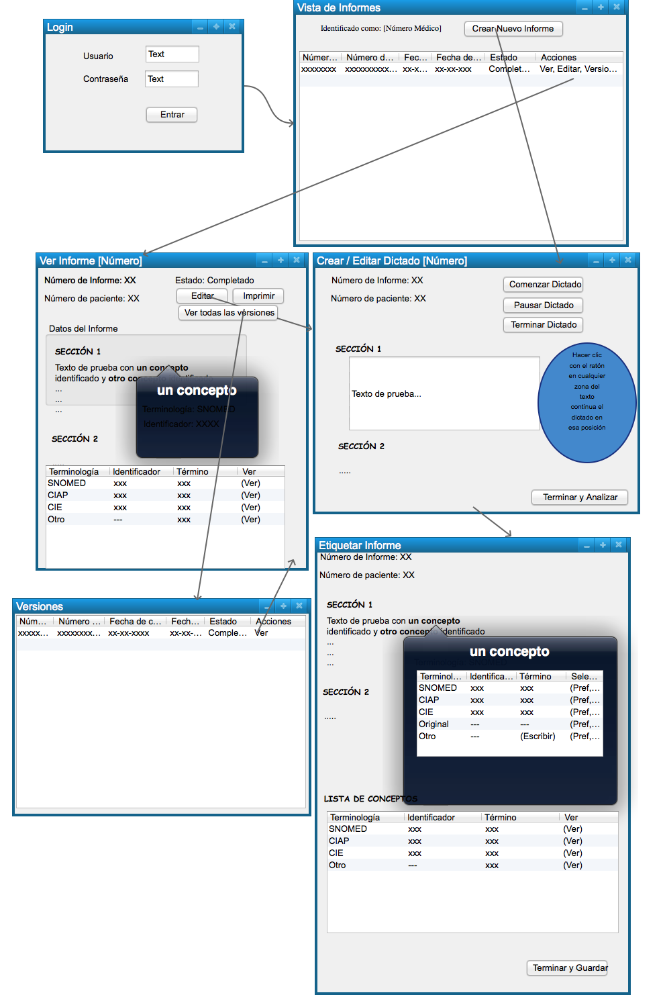 Login
Usuario
Text
Contraseña
Text
Entrar
Vista de Informes
Identificado como: [Número Médico]
Crear Nuevo Informe
Númer... Número d... Fec... Fecha de... Estado Acciones
xxxxxxxx xxxxxxxxxx... xx-x... xx-xx-xxx Complet... Ver, Editar, Versio...
Ver Informe [Número]
Número de Informe: XX
Estado: Completado
Número de paciente: XX
Editar
Imprimir
Ver todas las versiones
Datos del Informe
SECCIÓN 1
Texto de prueba con un concepto
identificado y otro concepto identificado
...
...
...
un concepto
Terminología: SNOMED
Identificador: XXXX
SECCIÓN 2
.....
Terminología Identificador Término Ver
SNOMED xxx xxx (Ver)
CIAP xxx xxx (Ver)
CIE xxx xxx (Ver)
Otro --- xxx (Ver)
Crear / Editar Dictado [Número]
Número de Informe: XX
Número de paciente: XX
Comenzar Dictado
Pausar Dictado
Terminar Dictado
SECCIÓN 1
Texto de prueba...
Hacer clic
con el ratón
en cualquier
zona del
texto
continua el
dictado en
esa posición
SECCIÓN 2
.....
Terminar y Analizar
Versiones
Núm... Número ... Fecha de c... Fech... Estado Acciones
xxxxx... xxxxxxxx... xx-xx-xxxx xx-xx-... Comple... Ver
Etiquetar Informe
Número de Informe: XX
Número de paciente: XX
SECCIÓN 1
Texto de prueba con un concepto
identificado y otro concepto identificado
...
...
...
un concepto
Terminología: SNOMED
Terminol... Identifica... Término Sele...
SNOMED xxx xxx (Pref,...
CIAP xxx xxx (Pref,...
CIE xxx xxx (Pref,...
Original --- --- (Pref,...
Otro --- (Escribir) (Pref,...
SECCIÓN 2
.....
LISTA DE CONCEPTOS
Terminología Identificador Término Ver
SNOMED xxx xxx (Ver)
CIAP xxx xxx (Ver)
CIE xxx xxx (Ver)
Otro --- xxx (Ver)
Terminar y Guardar